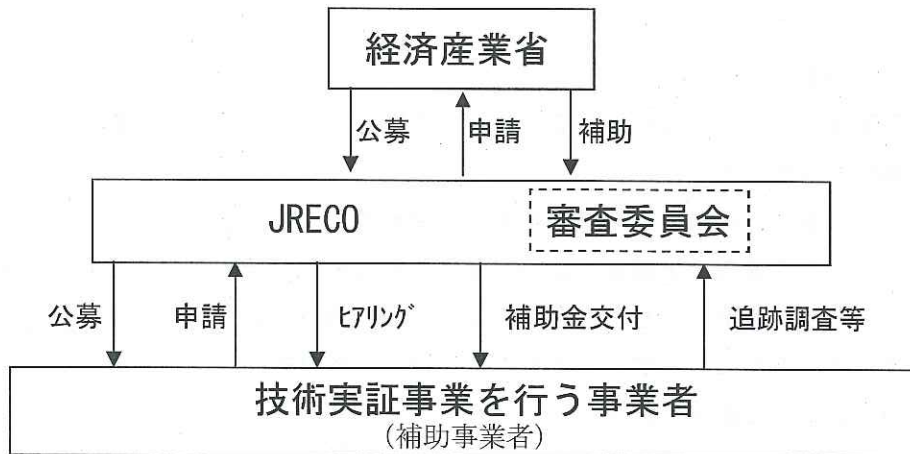 経済産業省
公募
申請
補助
JRECO
審査委員会
公募
申請
ﾋｱﾘﾝｸﾞ
補助金交付
追跡調査等
技術実証事業を行う事業者
(補助事業者)